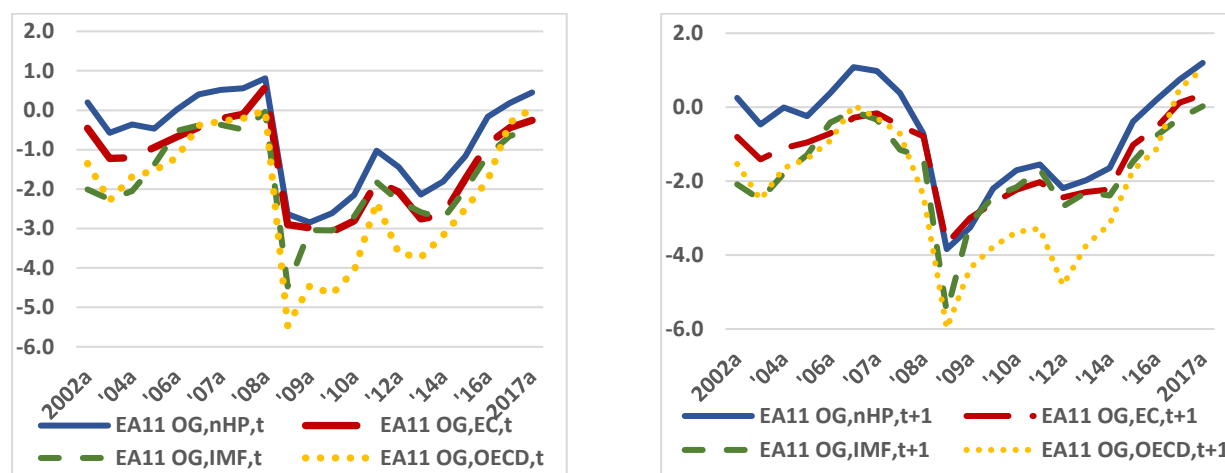 2.0
1.0
0.0
-1.0
-2.0
-3.0
-4.0
-5.0
-6.0
2002a '04a '06a '07a '08a '09a '10a '12a '14a '16a 2017a
EA11 OG,nHP,t EA11 OG,EC,t
EA11 OG,IMF,t EA11 OG,OECD,t
2.0
0.0
-2.0
-4.0
-6.0
2002a '04a '06a '07a '08a '09a '10a '12a '14a '16a 2017a
EA11 OG,nHP,t+1 EA11 OG,EC,t+1
EA11 OG,IMF,t+1 EA11 OG,OECD,t+1